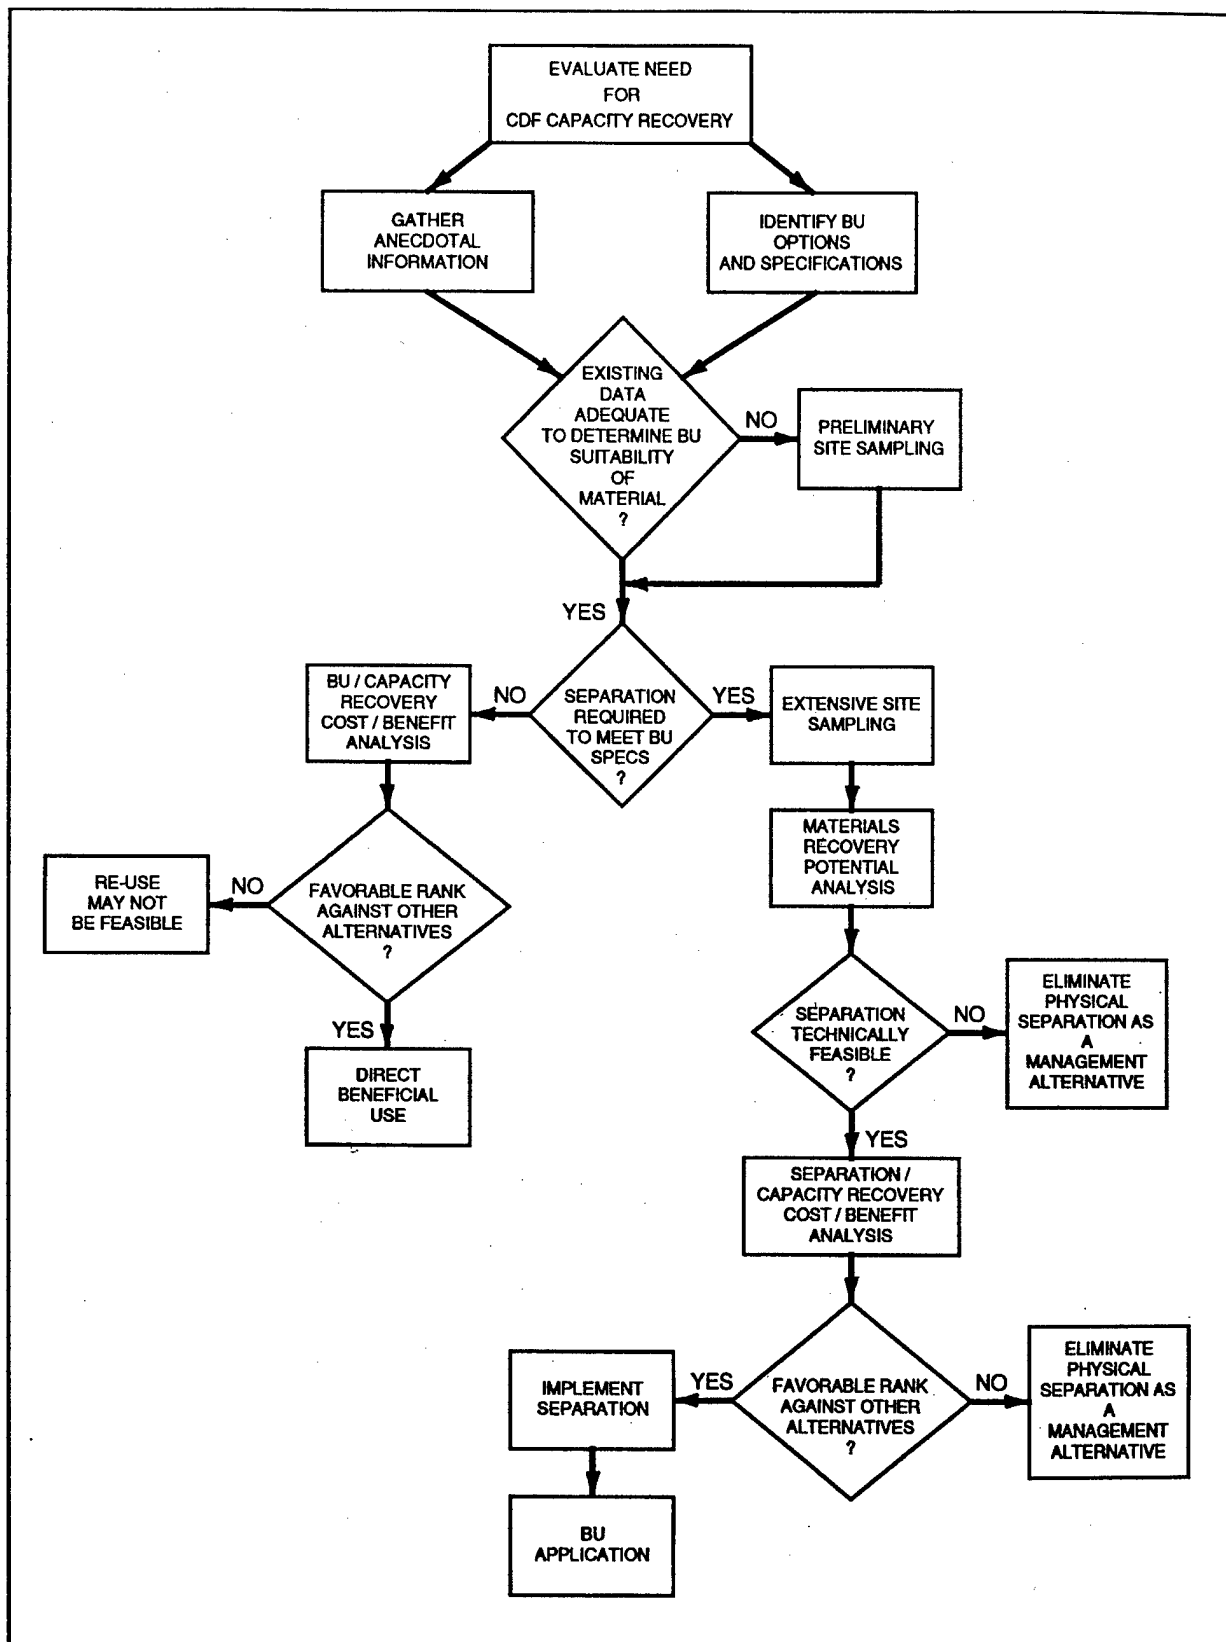 EVALUATE NEED
FOR
CDF CAPACITY RECOVERY
GATHER
ANECDOTAL
INFORMATION
IDENTIFY BU
OPTIONS
AND SPECIFICATIONS
EXISTING
DATA
ADEQUATE
TO DETERMINE BU
SUITABILITY
OF
MATERIAL
?
NO
PRELIMINARY
SITE SAMPLING
YES
BU / CAPACITY
RECOVERY
COST / BENEFIT
ANALYSIS
NO
SEPARATION
REQUIRED
TO MEET BU
SPECS
?
YES
EXTENSIVE SITE
SAMPLING
MATERIALS
RECOVERY
POTENTIAL
ANALYSIS
RE-USE
MAY NOT
BE FEASIBLE
NO
FAVORABLE RANK
AGAINST OTHER
ALTERNATIVES
?
YES
DIRECT
BENEFICIAL
USE
SEPARATION
TECHNICALLY
FEASIBLE
?
NO
ELIMINATE
PHYSICAL
SEPARATION AS
A
MANAGEMENT
ALTERNATIVE
YES
SEPARATION /
CAPACITY RECOVERY
COST / BENEFIT
ANALYSIS
IMPLEMENT
SEPARATION
YES
FAVORABLE RANK
AGAINST OTHER
ALTERNATIVES
?
NO
ELIMINATE
PHYSICAL
SEPARATION AS
A
MANAGEMENT
ALTERNATIVE
BU
APPLICATION